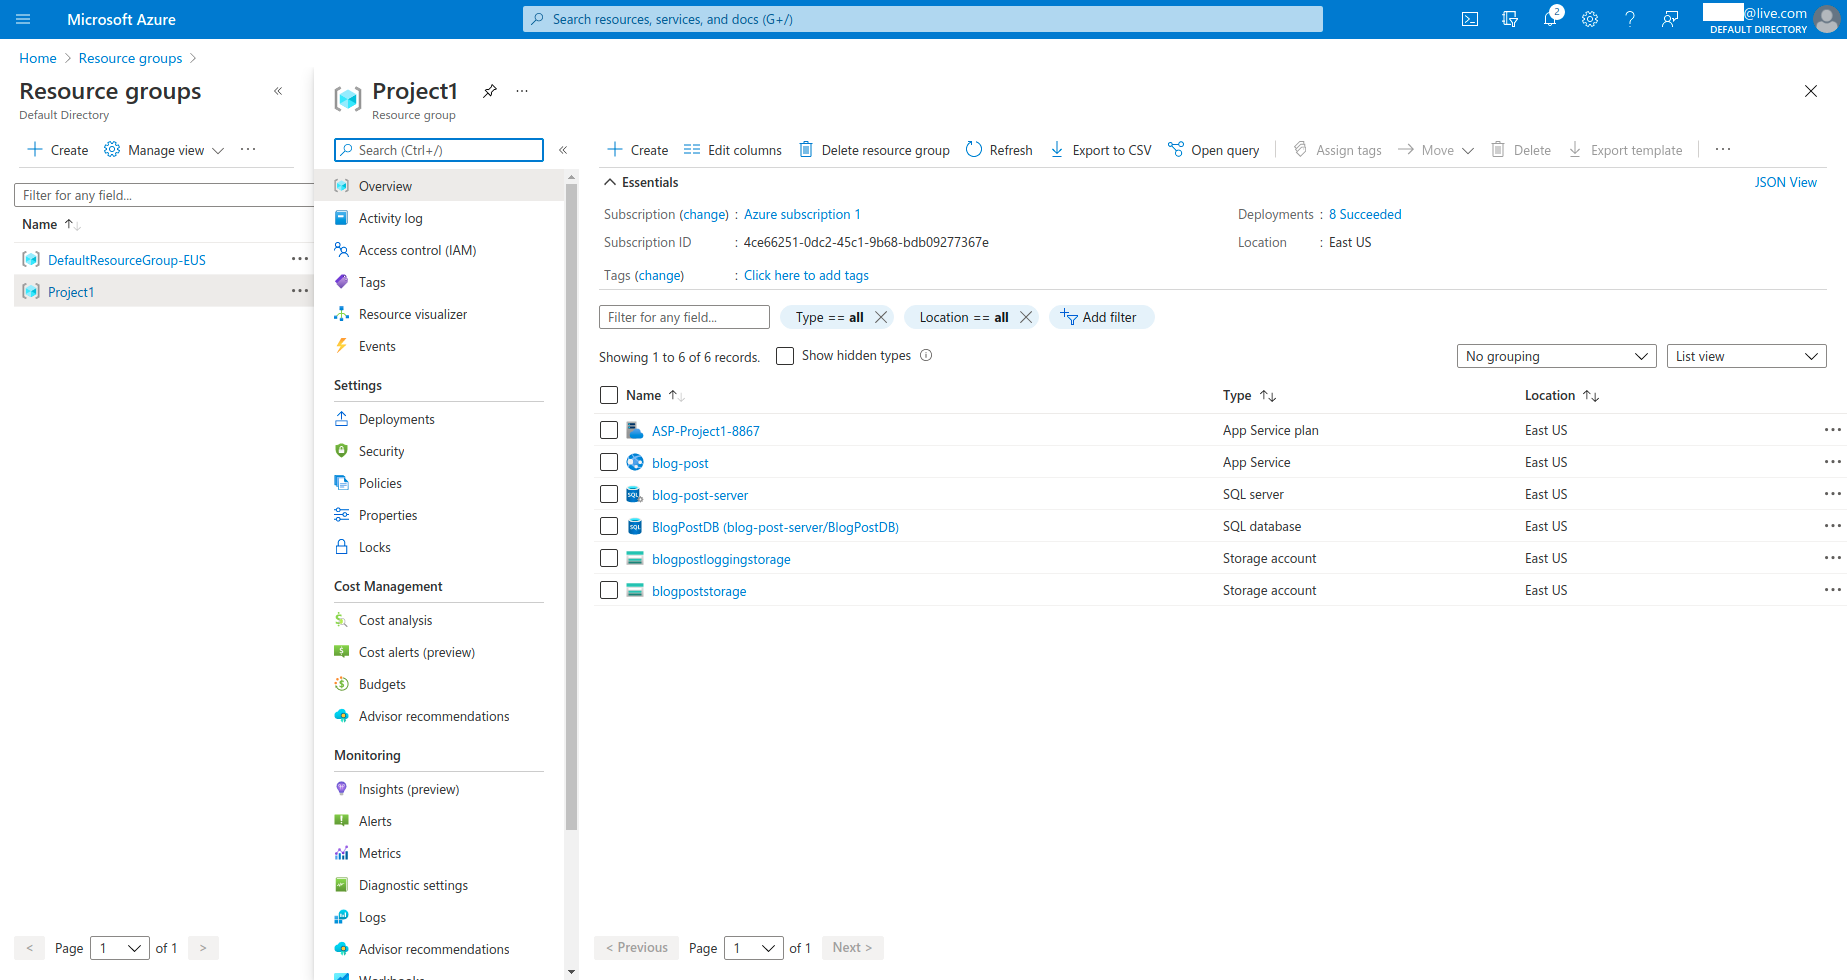 Microsoft Azure
Search resources, services, and docs (G+/)
2
@live.com
DEFAULT DIRECTORY
Home > Resource groups >
Resource groups
Default Directory
Create
Manage view
Filter for any field...
Name
DefaultResourceGroup-EUS
Project1
< Page 1 of 1 >
Project1
Resource group
Search (Ctrl+/)
Overview
Activity log
Access control (IAM)
Tags
Resource visualizer
Events
Settings
Deployments
Security
Policies
Properties
Locks
Cost Management
Cost analysis
Cost alerts (preview)
Budgets
Advisor recommendations
Monitoring
Insights (preview)
Alerts
Metrics
Diagnostic settings
Logs
Advisor recommendations
Create Edit columns Delete resource group Refresh Export to CSV Open query Assign tags Move Delete Export template
Essentials
JSON View
Subscription (change) : Azure subscription 1
Deployments : 8 Succeeded
Subscription ID : 4ce66251-0dc2-45c1-9b68-bdb09277367e
Location : East US
Tags (change) : Click here to add tags
Filter for any field... Type == all Location == all Add filter
Showing 1 to 6 of 6 records. Show hidden types
No grouping
List view
Name Type Location
ASP-Project1-8867 App Service plan East US
blog-post App Service East US
blog-post-server SQL server East US
BlogPostDB (blog-post-server/BlogPostDB) SQL database East US
blogpostloggingstorage Storage account East US
blogpoststorage Storage account East US
< Previous Page 1 of 1 Next >